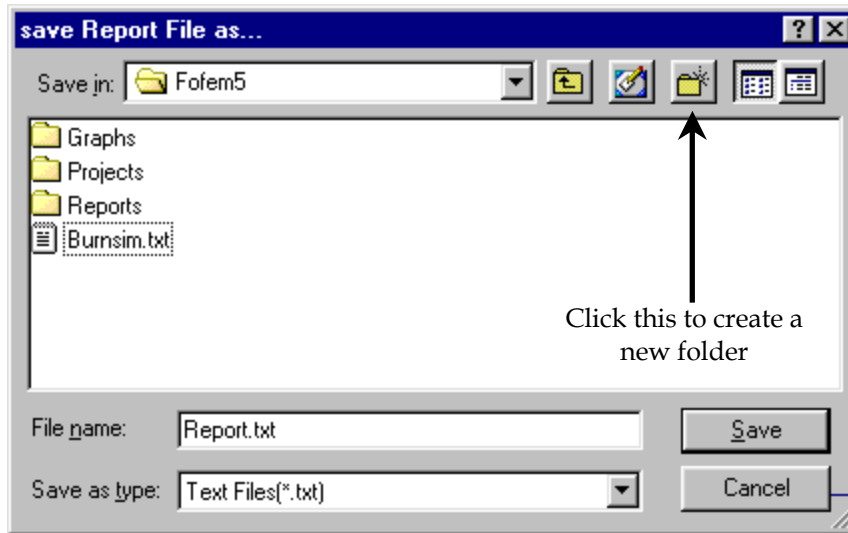 save Report File as...
Save in: Fofem5
Graphs
Projects
Reports
Burnsim.txt
Click this to create a
new folder
File name: Report.txt Save
Save as type: Text Files(*.txt) Cancel